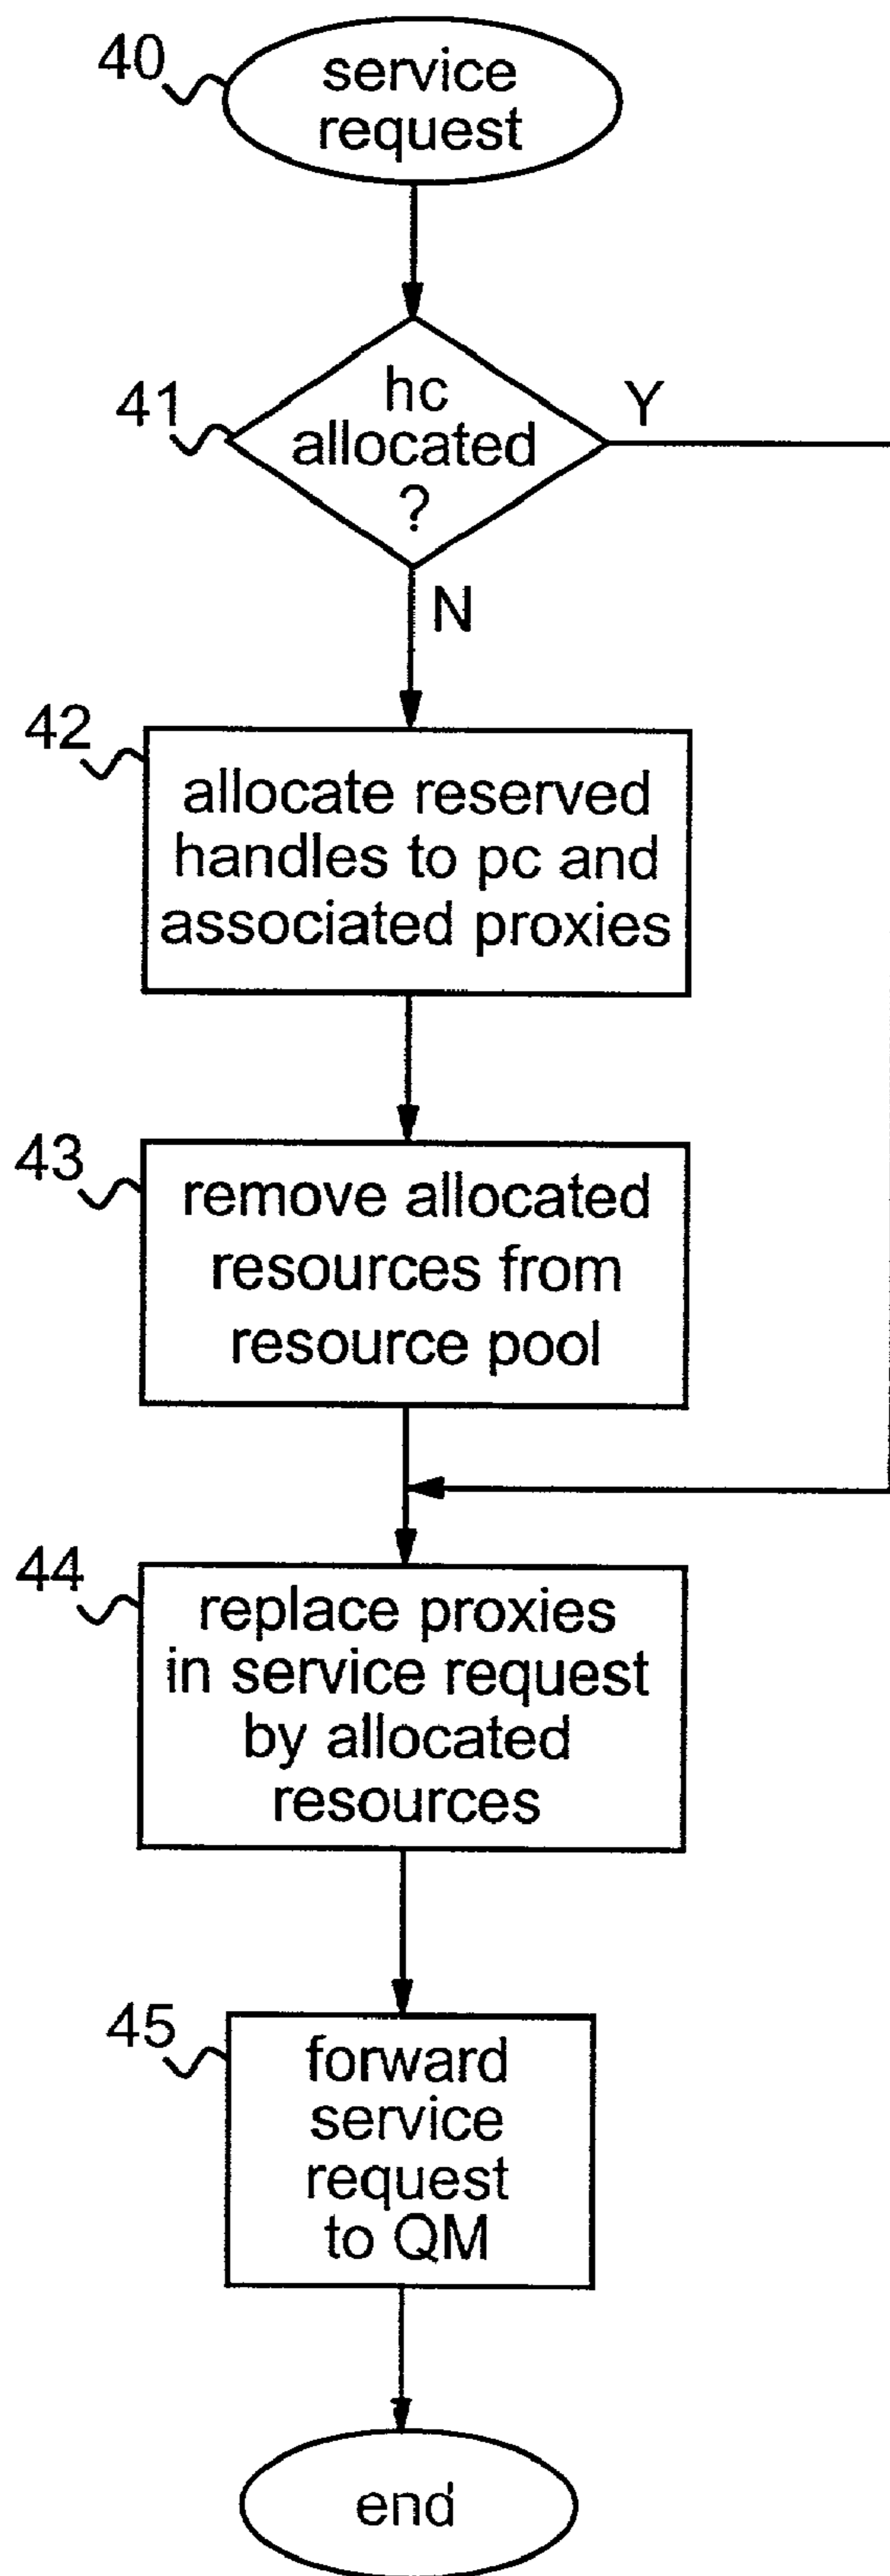 40
service
request
41
hc
allocated
?
Y
N
42
allocate reserved
handles to pc and
associated proxies
43
remove allocated
resources from
resource pool
44
replace proxies
in service request
by allocated
resources
45
forward
service
request
to QM
end